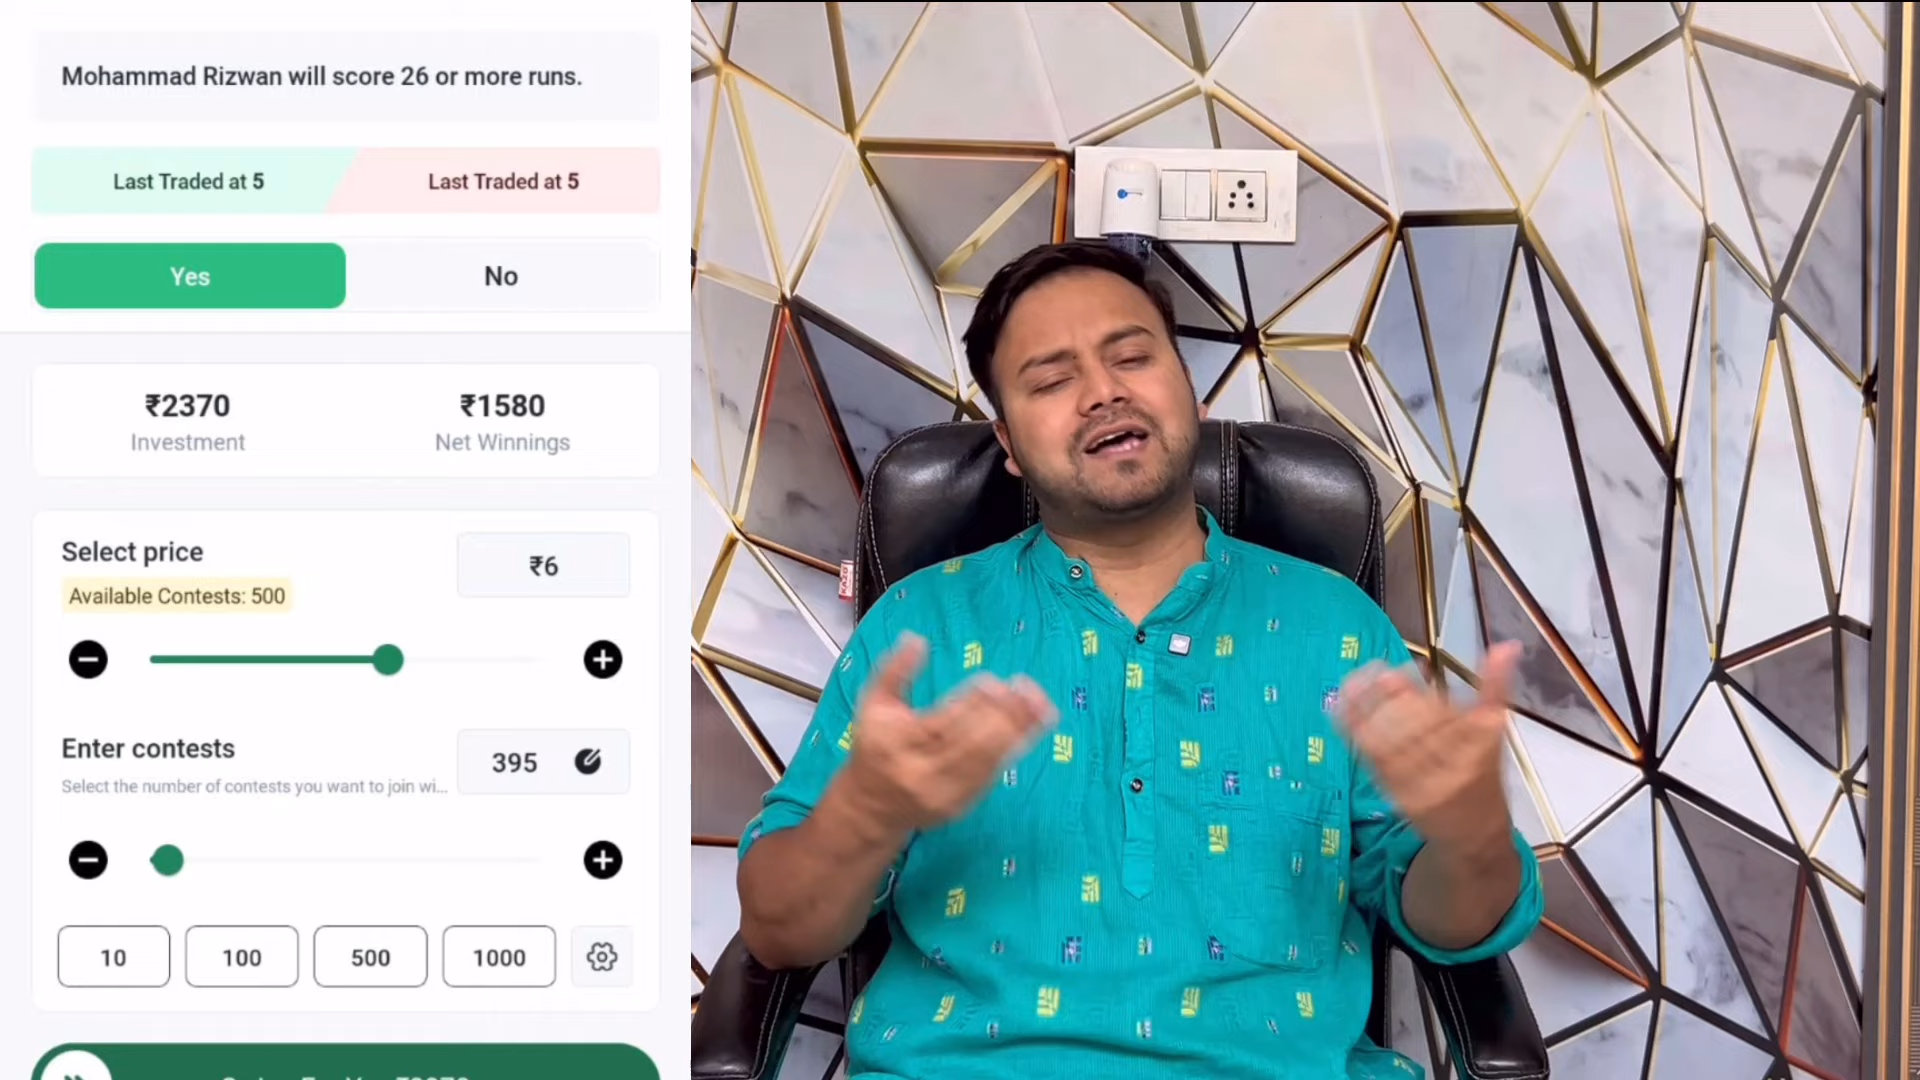 Mohammad Rizwan will score 26 or more runs.
Last Traded at 5
Last Traded at 5
Yes
No
₹2370
₹1580
Investment
Net Winnings
Select price
₹6
Available Contests: 500
Enter contests
395
Select the number of contests you want to join wi...
10
100
500
1000